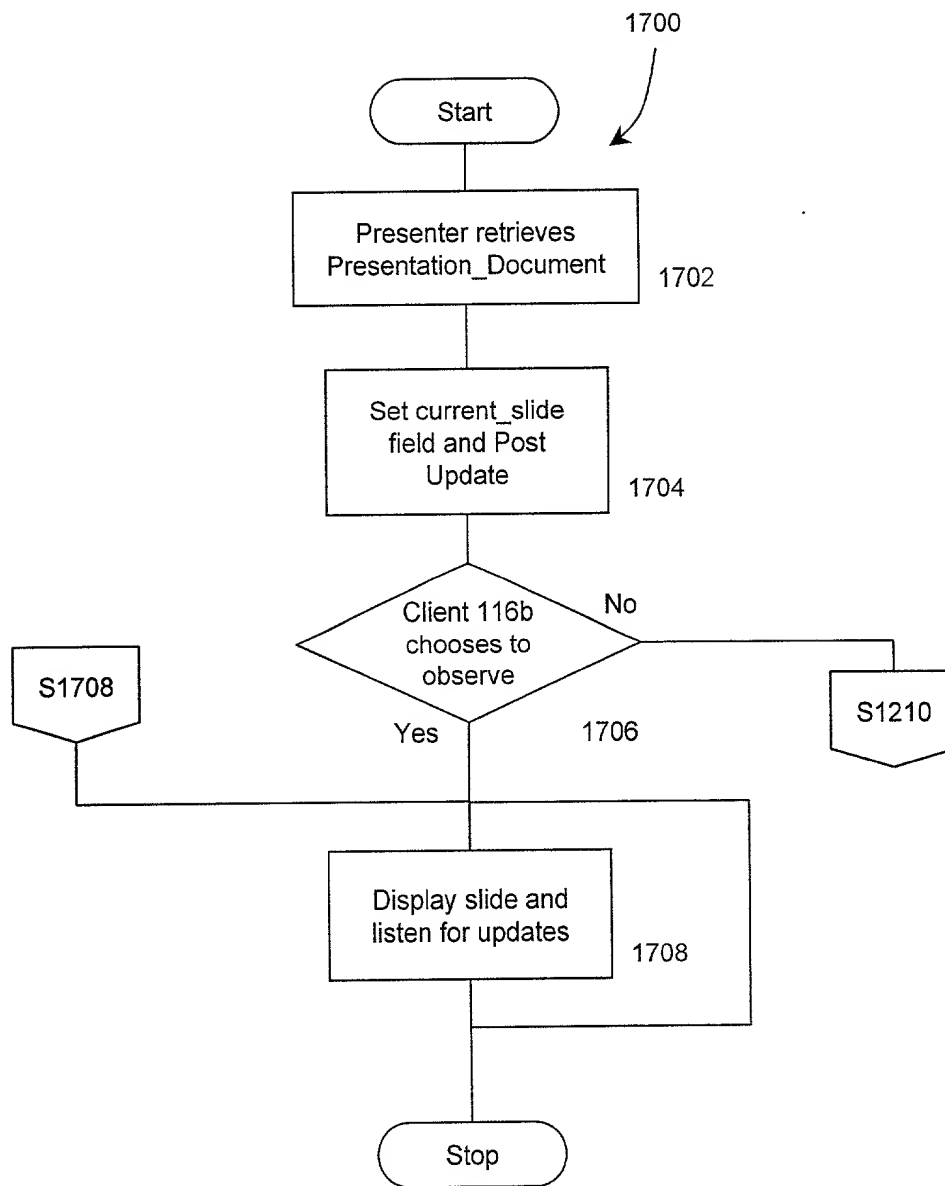 1700
Start
Presenter retrieves
Presentation_Document
1702
Set current_slide
field and Post
Update
1704
Client 116b
chooses to
observe
No
S1708
S1210
Yes
1706
Display slide and
listen for updates
1708
Stop